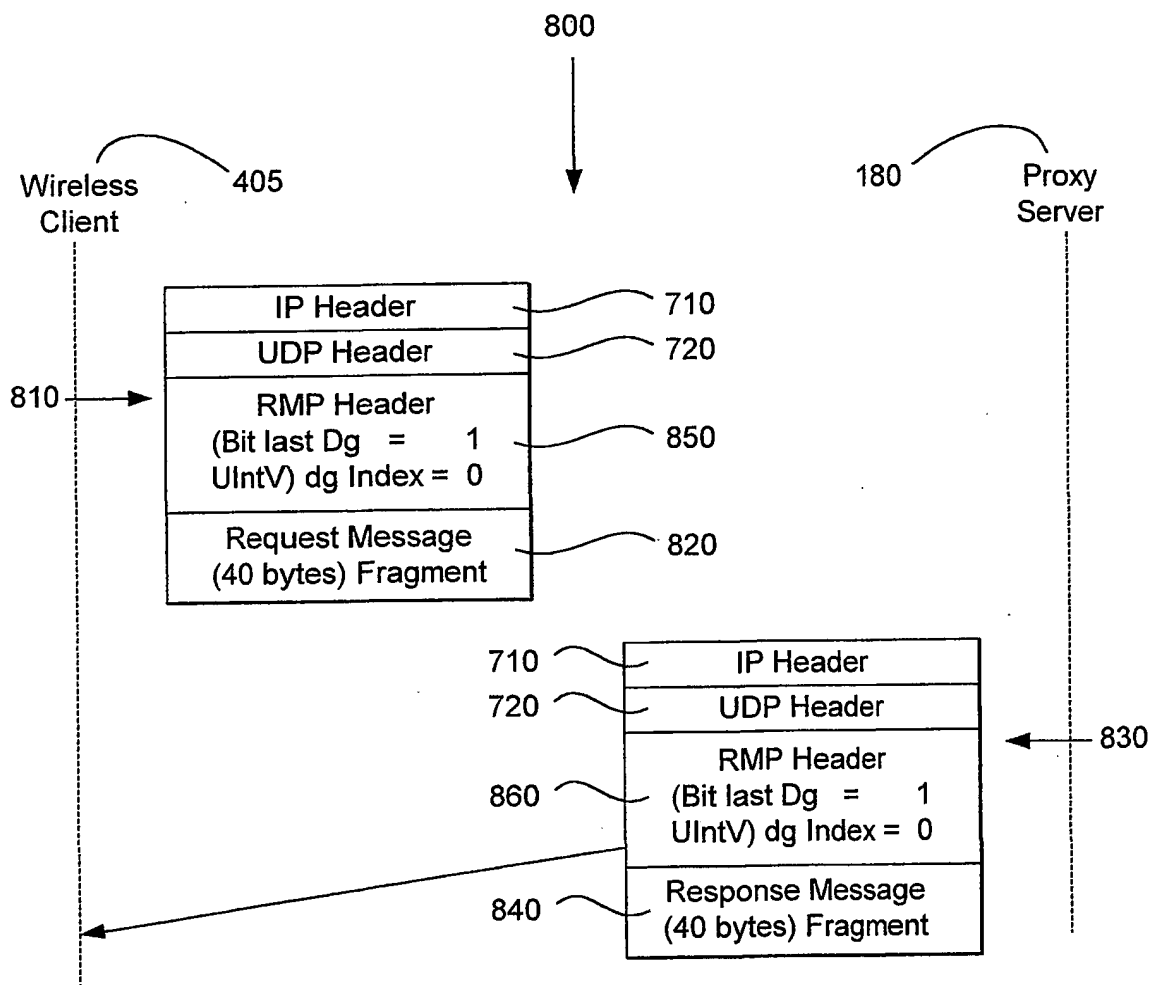 800
Wireless
Client
405
180
Proxy
Server
IP Header
710
UDP Header
720
810
RMP Header
(Bit last Dg = 1
UIntV) dg Index = 0
850
Request Message
(40 bytes) Fragment
820
710
IP Header
720
UDP Header
830
RMP Header
(Bit last Dg = 1
UIntV) dg Index = 0
860
840
Response Message
(40 bytes) Fragment